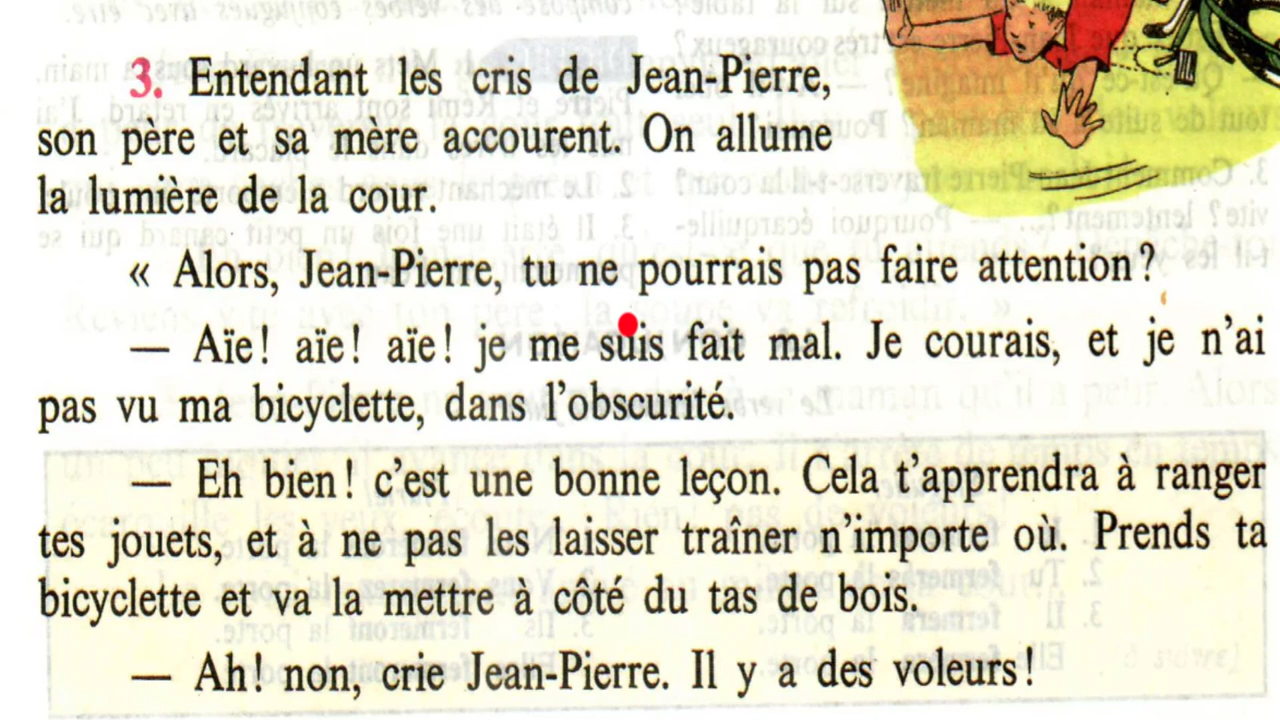 3. Entendant les cris de Jean-Pierre,
son père et sa mère accourent. On allume
la lumière de la cour.
« Alors, Jean-Pierre, tu ne pourrais pas faire attention?
— Aïe! aïe! aïe! je me suis fait mal. Je courais, et je n'ai
pas vu ma bicyclette, dans l'obscurité.
— Eh bien! c'est une bonne leçon. Cela t'apprendra à ranger
tes jouets, et à ne pas les laisser traîner n'importe où. Prends ta
bicyclette et va la mettre à côté du tas de bois.
— Ah! non, crie Jean-Pierre. Il y a des voleurs!